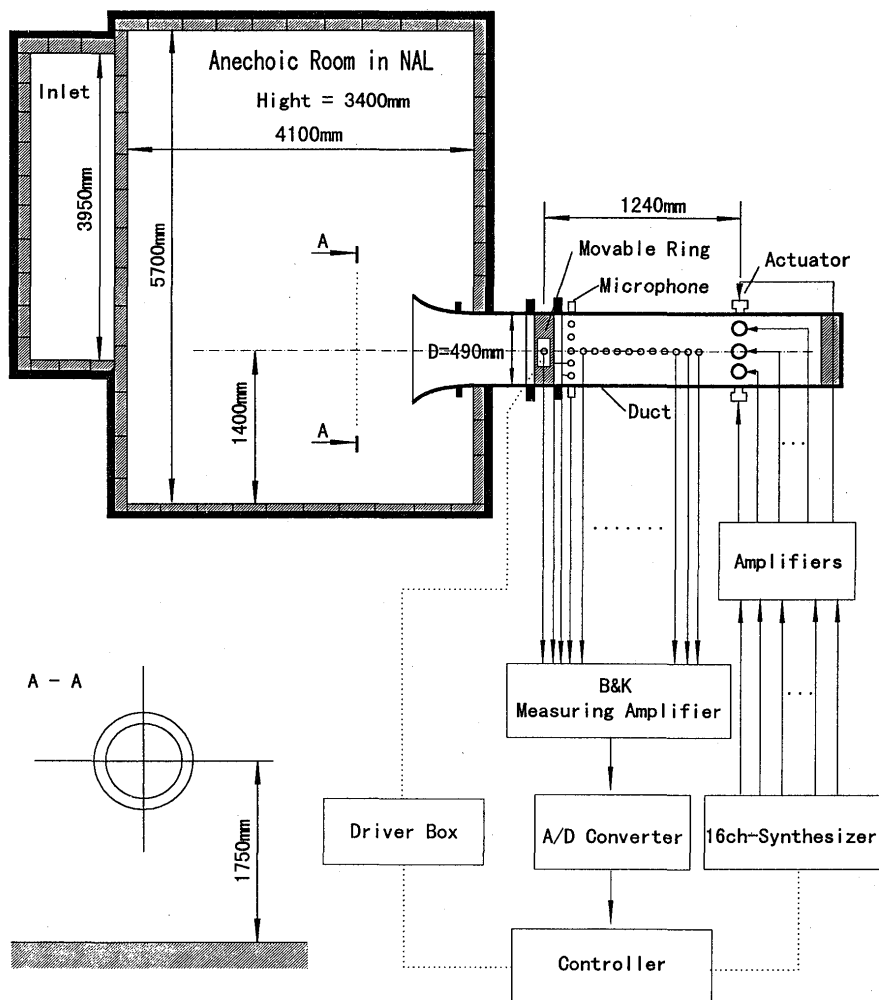 Anechoic Room in NAL
Inlet
Hight = 3400mm
4100mm
3950mm
5700mm
1240mm
A
Movable Ring
Actuator
Microphone
D=490mm
1400mm
A
Duct
Amplifiers
A - A
B&K
Measuring Amplifier
1750mm
Driver Box
A/D Converter
16ch-Synthesizer
Controller